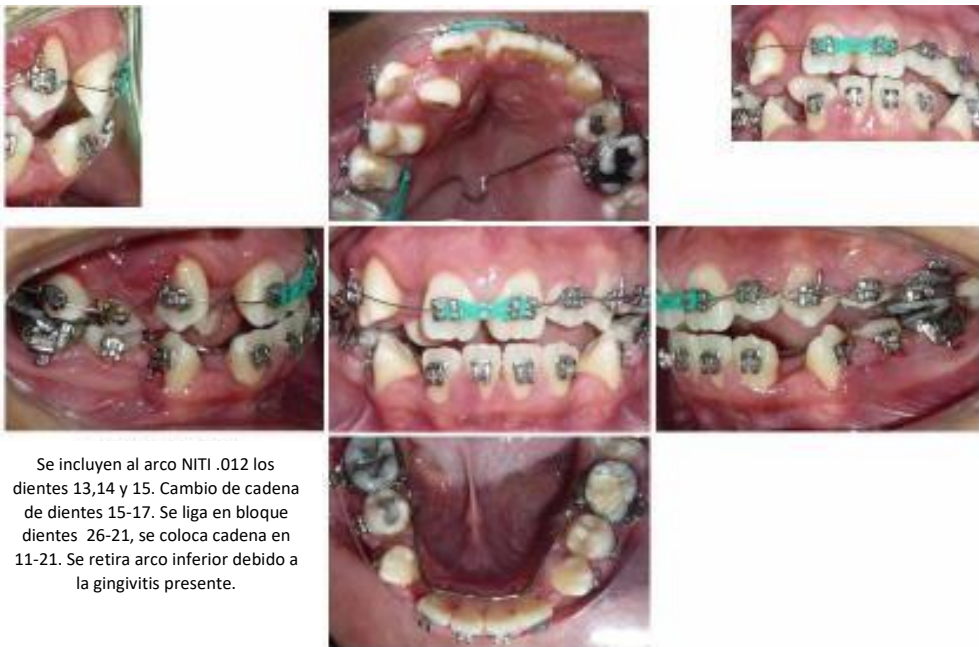 Se incluyen al arco NITI .012 los
dientes 13,14 y 15. Cambio de cadena
de dientes 15-17. Se liga en bloque
dientes  26-21, se coloca cadena en
11-21. Se retira arco inferior debido a
la gingivitis presente.